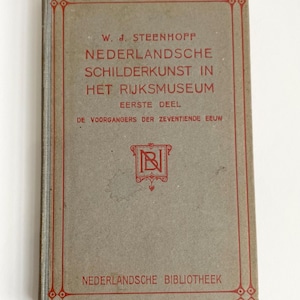 W. J. STEENHOFF
NEDERLANDSCHE
SCHILDERKUNST IN
HET RIJKSMUSEUM
EERSTE DEEL
DE VOORGANGERS DER ZEVENTIENDE EEUW
NB
NEDERLANDSCHE BIBLIOTHEEK